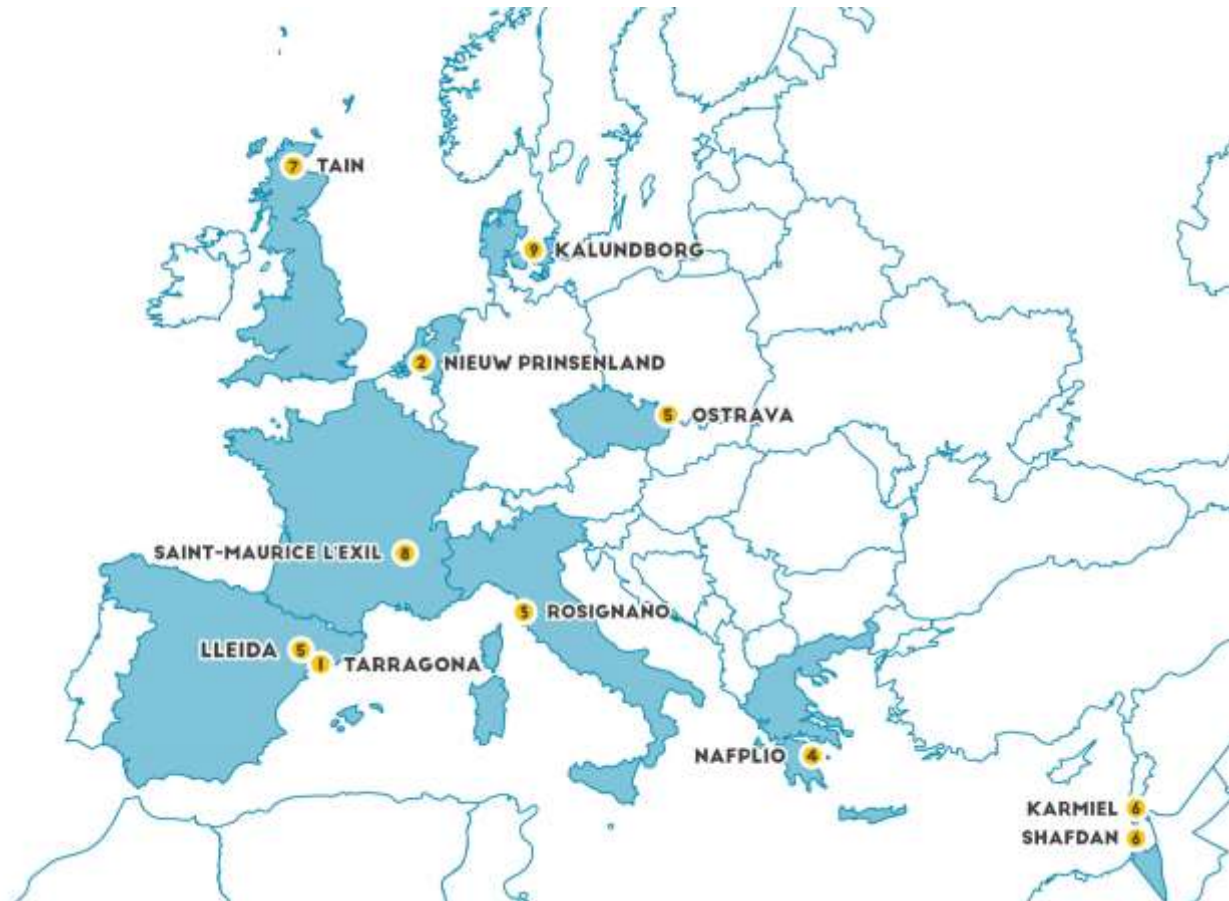 7 TAIN
9 KALUNDBORG
2 NIEUW PRINSENLAND
5 OSTRAVA
SAINT-MAURICE L'EXIL 8
5 ROSIGNANO
LLEIDA 5
1 TARRAGONA
NAFPLIO 4
KARMIEL 6
SHAFDAN 6